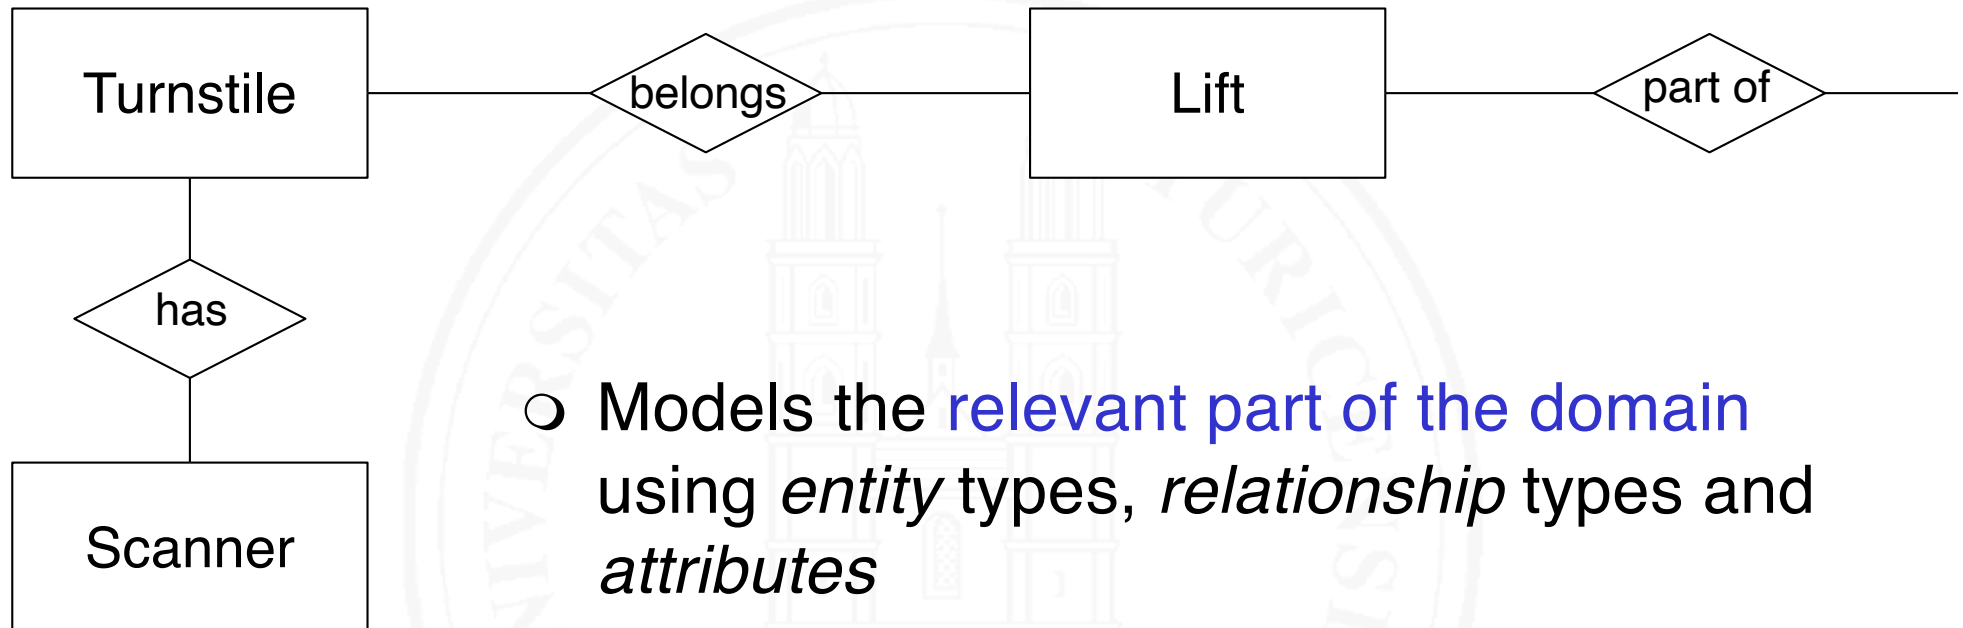 Turnstile
belongs
Lift
part of
has
Scanner
○ Models the relevant part of the domain
using entity types, relationship types and
attributes